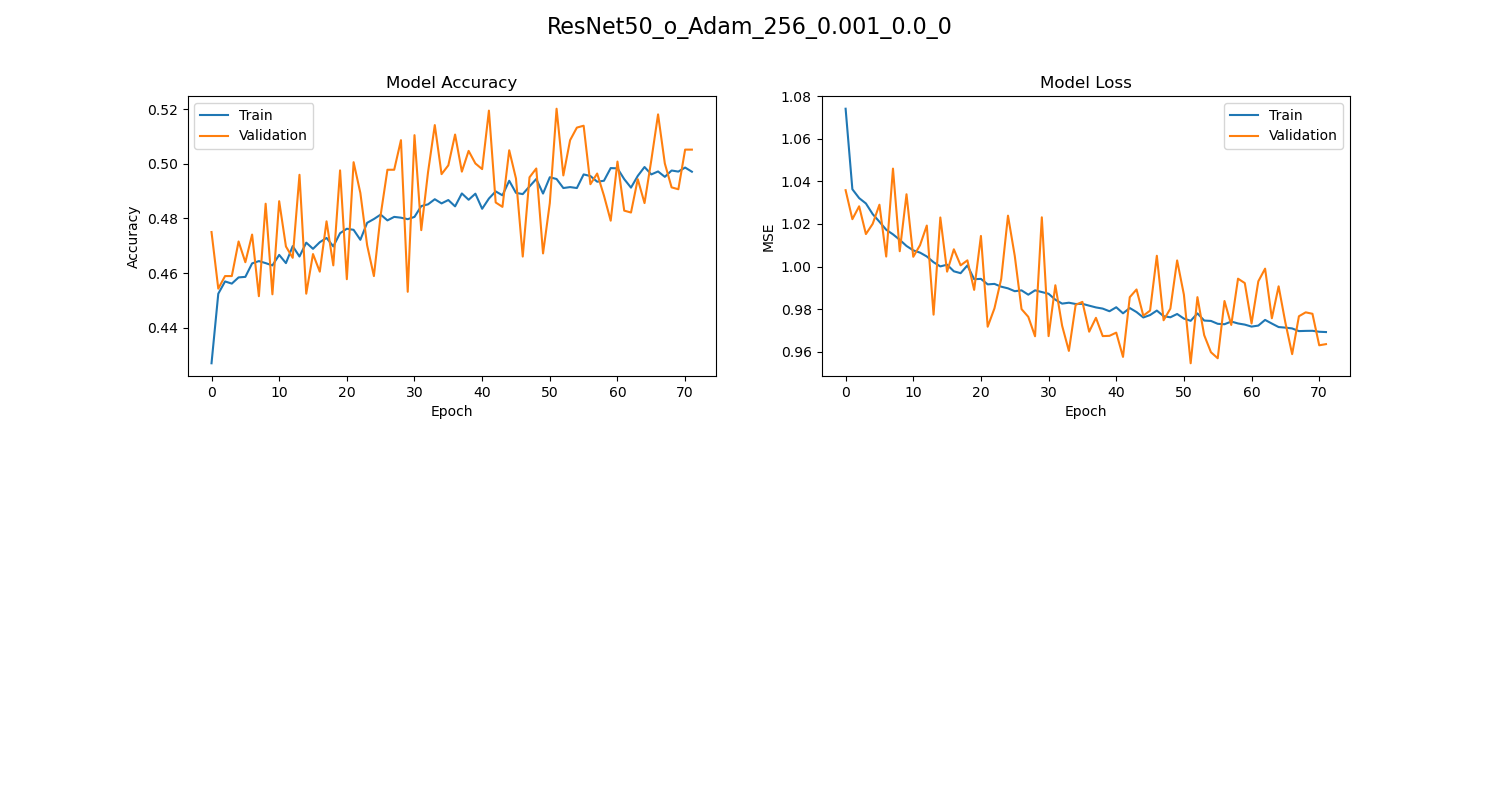 ResNet50_o_Adam_256_0.001_0.0_0
Model Accuracy
Train
Validation
0.52
0.50
0.48
0.46
0.44
Accuracy
0 10 20 30 40 50 60 70
Epoch
Model Loss
Train
Validation
1.08
1.06
1.04
1.02
1.00
0.98
0.96
MSE
0 10 20 30 40 50 60 70
Epoch